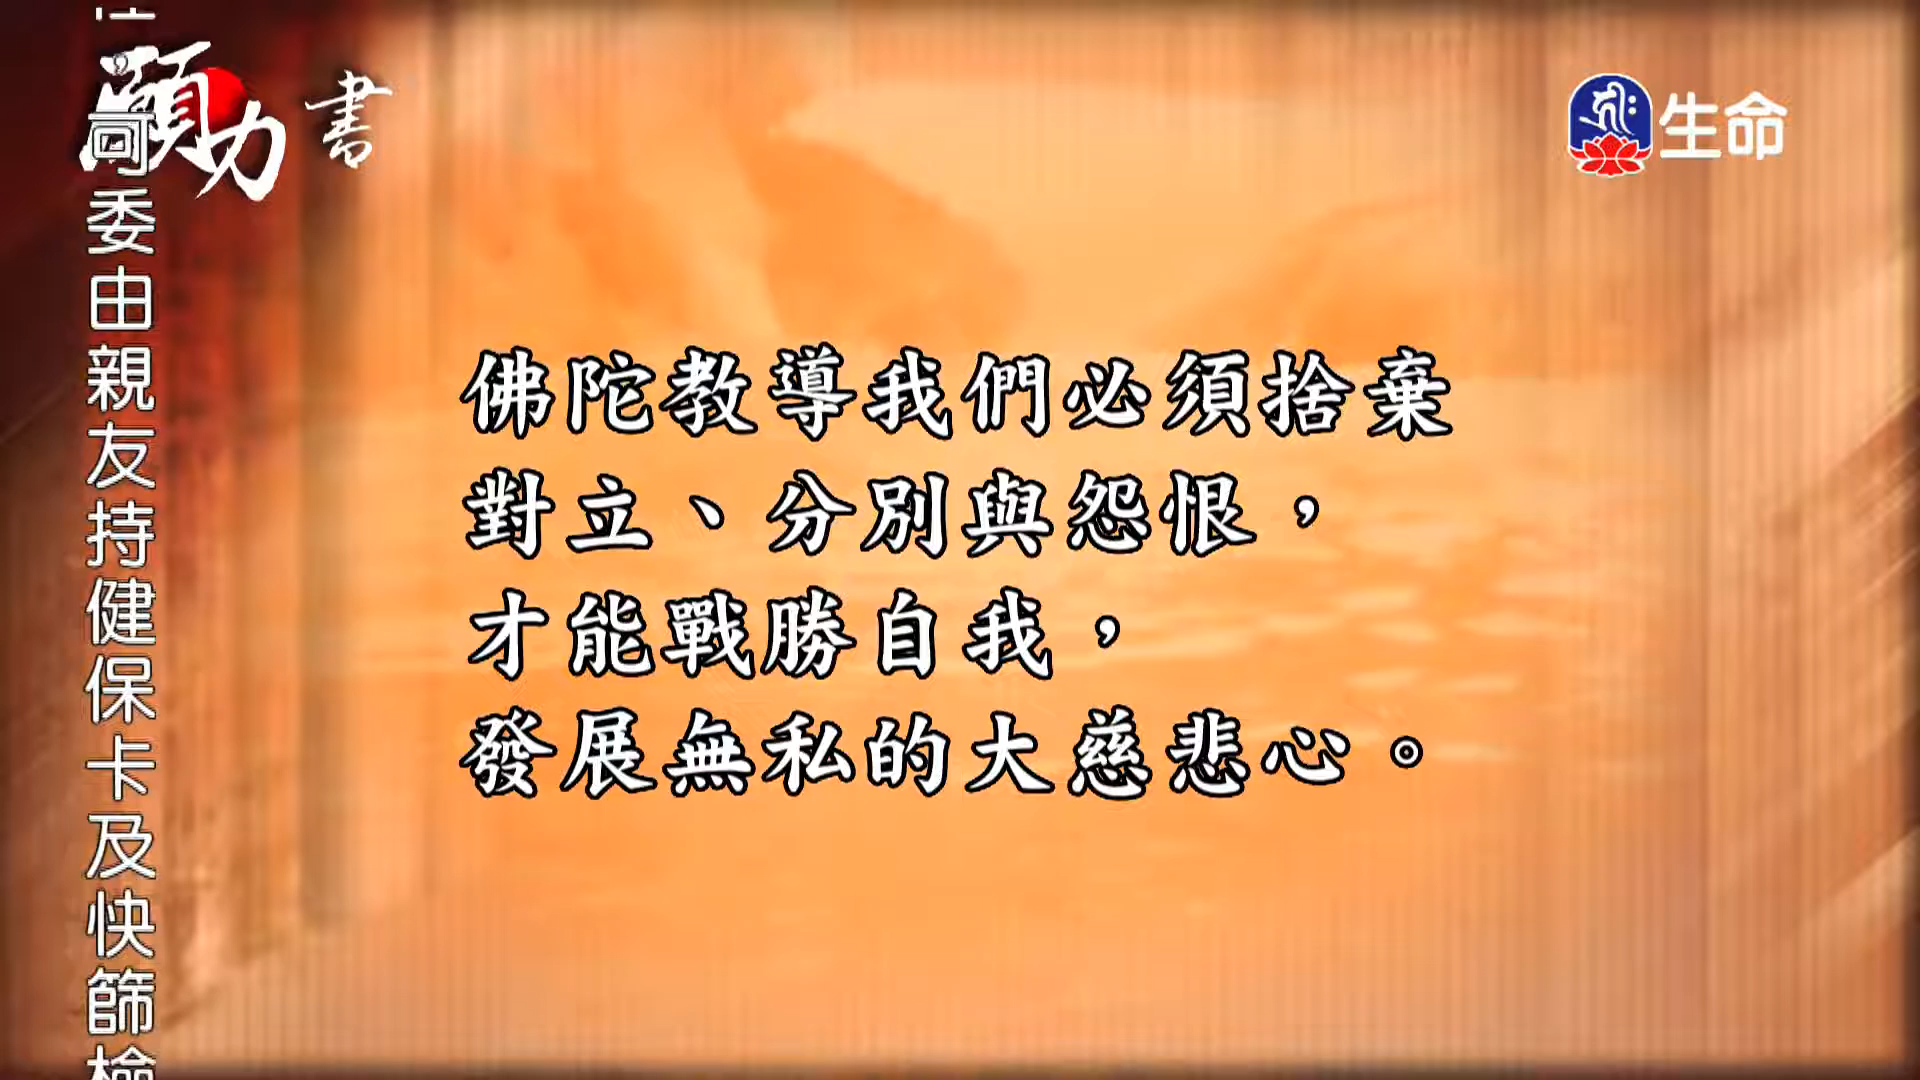 願力 書
生命
佛陀教導我們必須捨棄
對立、分別與怨恨，
才能戰勝自我，
發展無私的大慈悲心。
可委由親友持健保卡及快篩檢